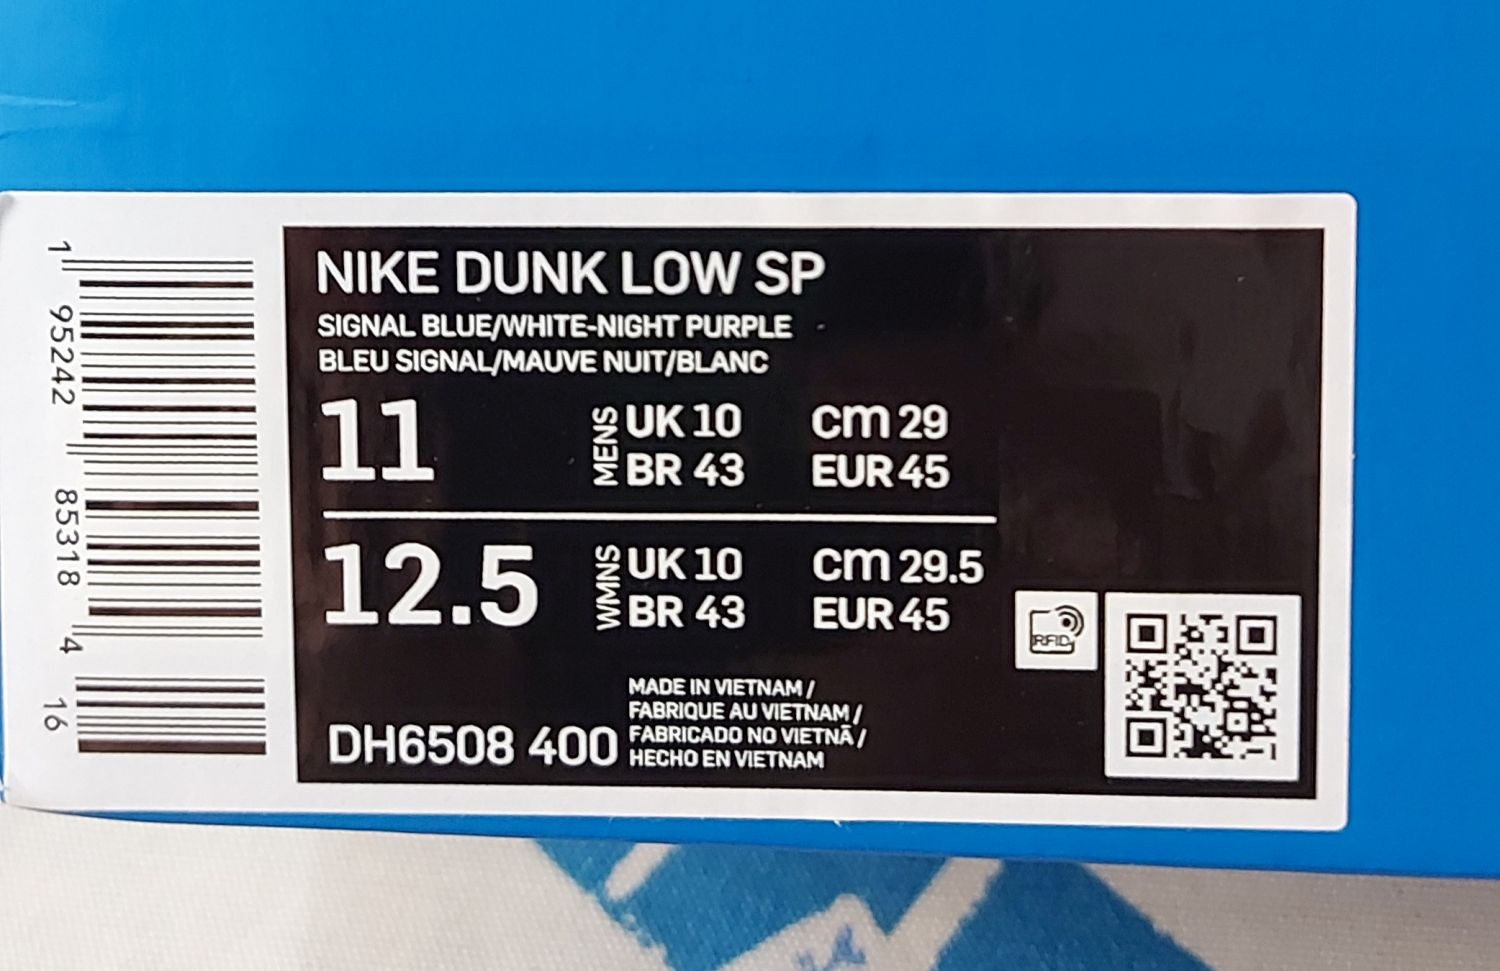 NIKE DUNK LOW SP
SIGNAL BLUE/WHITE-NIGHT PURPLE
BLEU SIGNAL/MAUVE NUIT/BLANC
11
MENS
UK 10 cm 29
BR 43 EUR 45
12.5
WMNS
UK 10 cm 29.5
BR 43 EUR 45
MADE IN VIETNAM /
FABRIQUE AU VIETNAM /
FABRICADO NO VIETNÃ /
HECHO EN VIETNAM
DH6508 400
RFID
1 95242 85318 4 16